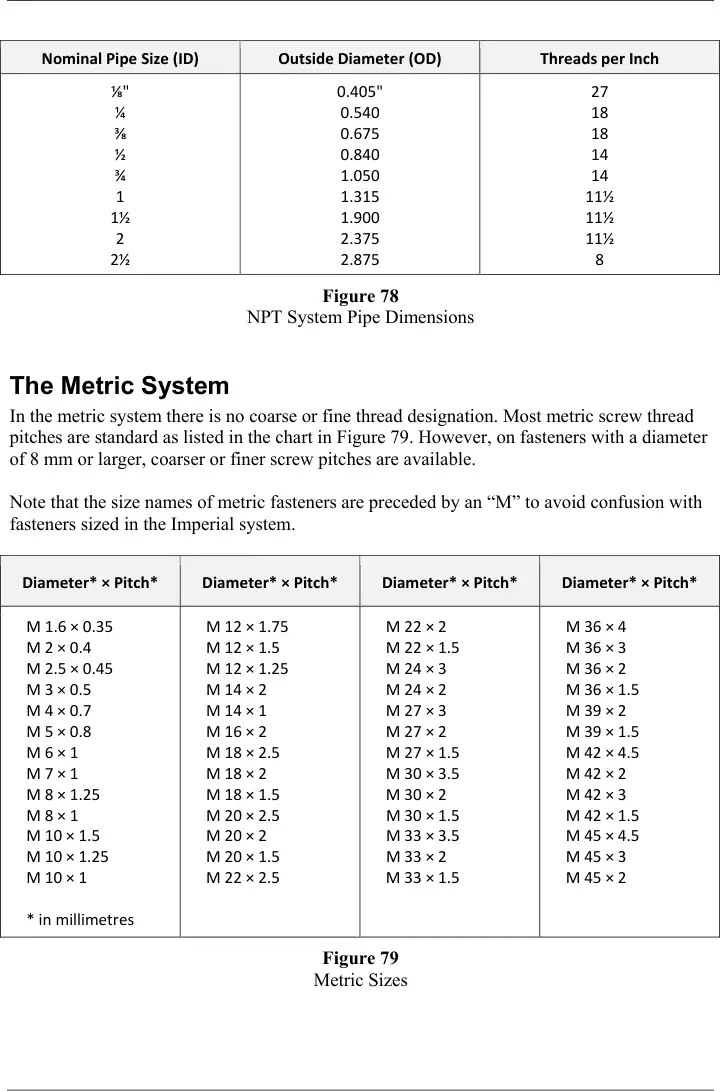 Nominal Pipe Size (ID) Outside Diameter (OD) Threads per Inch
⅛" 0.405" 27
¼ 0.540 18
⅜ 0.675 18
½ 0.840 14
¾ 1.050 14
1 1.315 11½
1½ 1.900 11½
2 2.375 11½
2½ 2.875 8
Figure 78
NPT System Pipe Dimensions
The Metric System
In the metric system there is no coarse or fine thread designation. Most metric screw thread
pitches are standard as listed in the chart in Figure 79. However, on fasteners with a diameter
of 8 mm or larger, coarser or finer screw pitches are available.
Note that the size names of metric fasteners are preceded by an “M” to avoid confusion with
fasteners sized in the Imperial system.
Diameter* × Pitch* Diameter* × Pitch* Diameter* × Pitch* Diameter* × Pitch*
M 1.6 × 0.35 M 12 × 1.75 M 22 × 2 M 36 × 4
M 2 × 0.4 M 12 × 1.5 M 22 × 1.5 M 36 × 3
M 2.5 × 0.45 M 12 × 1.25 M 24 × 3 M 36 × 2
M 3 × 0.5 M 14 × 2 M 24 × 2 M 36 × 1.5
M 4 × 0.7 M 14 × 1 M 27 × 3 M 39 × 2
M 5 × 0.8 M 16 × 2 M 27 × 2 M 39 × 1.5
M 6 × 1 M 18 × 2.5 M 27 × 1.5 M 42 × 4.5
M 7 × 1 M 18 × 2 M 30 × 3.5 M 42 × 2
M 8 × 1.25 M 18 × 1.5 M 30 × 2 M 42 × 3
M 8 × 1 M 20 × 2.5 M 30 × 1.5 M 42 × 1.5
M 10 × 1.5 M 20 × 2 M 33 × 3.5 M 45 × 4.5
M 10 × 1.25 M 20 × 1.5 M 33 × 2 M 45 × 3
M 10 × 1 M 22 × 2.5 M 33 × 1.5 M 45 × 2
* in millimetres
Figure 79
Metric Sizes